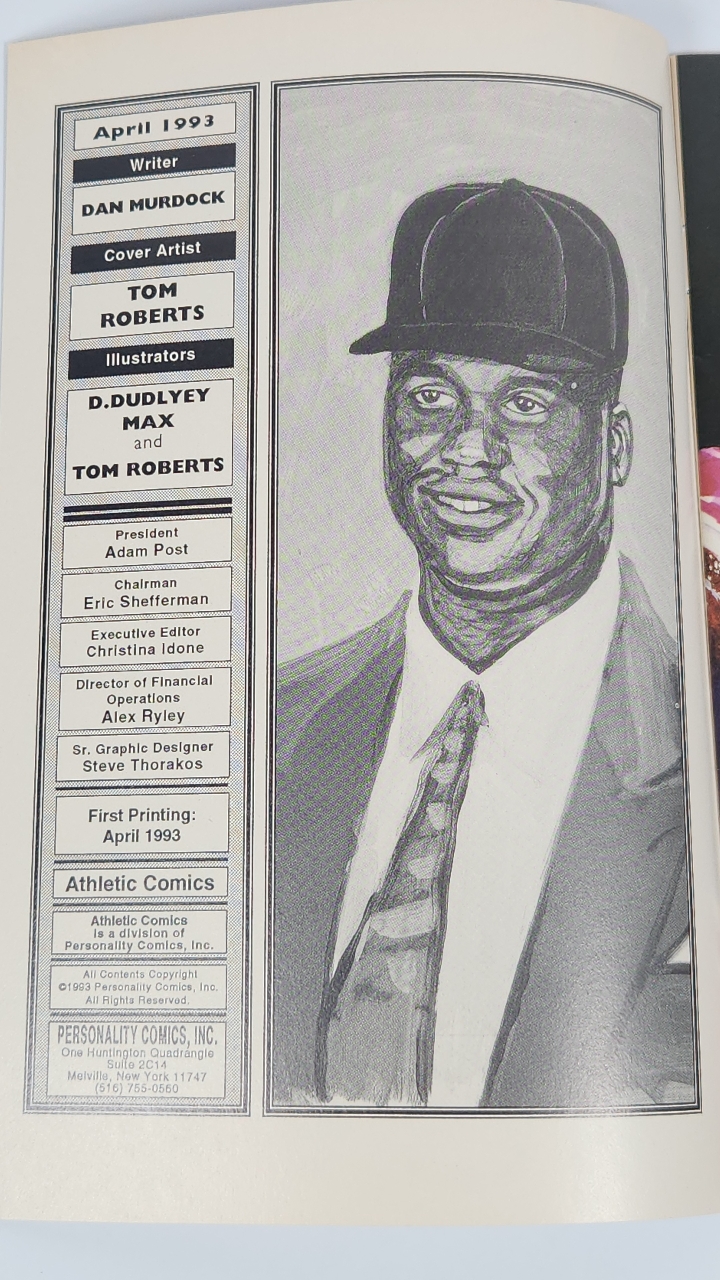 April 1993
Writer
DAN MURDOCK
Cover Artist
TOM
ROBERTS
Illustrators
D.DUDLYEY
MAX
and
TOM ROBERTS
President
Adam Post
Chairman
Eric Shefferman
Executive Editor
Christina Idone
Director of Financial
Operations
Alex Ryley
Sr. Graphic Designer
Steve Thorakos
First Printing:
April 1993
Athletic Comics
Athletic Comics
is a division of
Personality Comics, Inc.
All Contents Copyright
©1993 Personality Comics, Inc.
All Rights Reserved.
PERSONALITY COMICS, INC.
One Huntington Quadrangle
Suite 2C14
Melville, New York 11747
(516) 755-0560